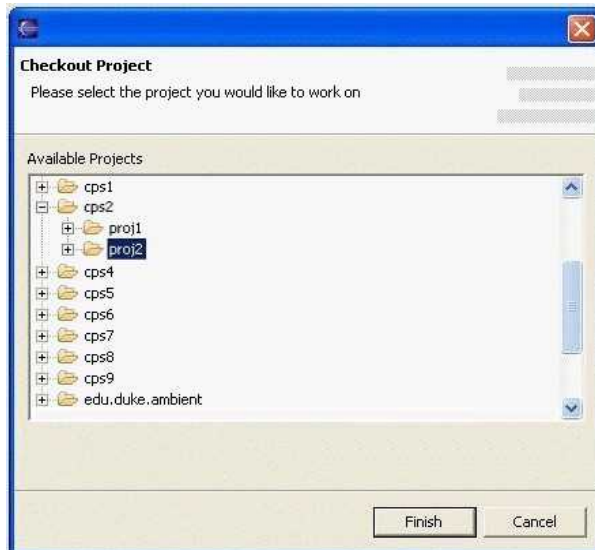 Checkout Project
Please select the project you would like to work on
Available Projects
cps1
cps2
proj1
proj2
cps4
cps5
cps6
cps7
cps8
cps9
edu.duke.ambient
Finish
Cancel